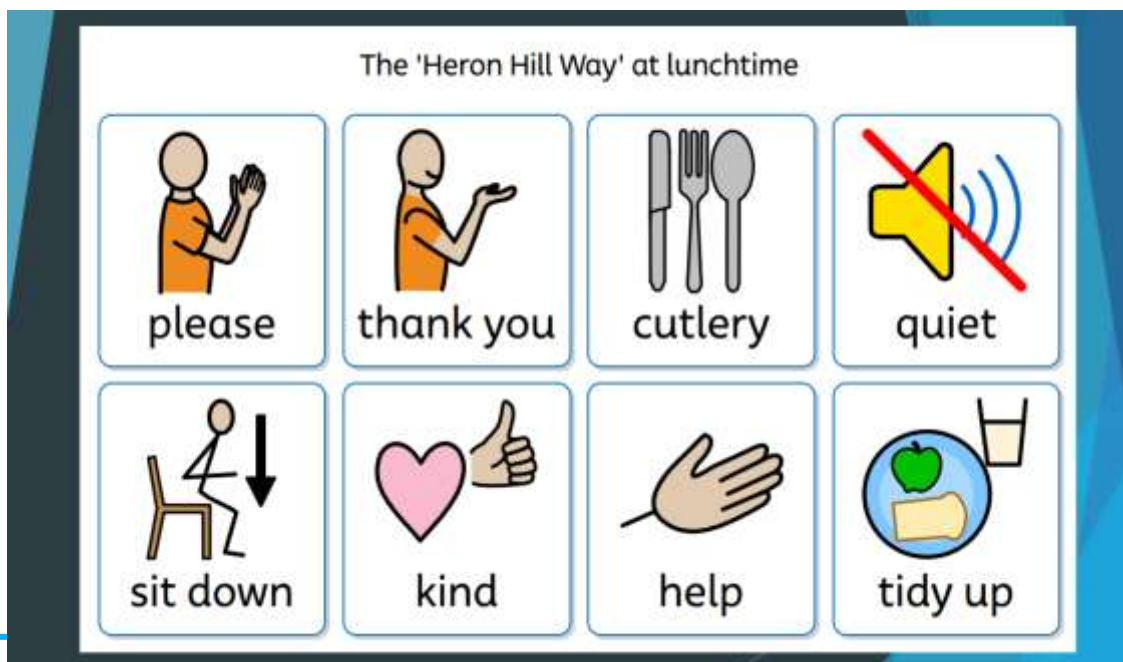 The 'Heron Hill Way' at lunchtime
please
thank you
cutlery
quiet
sit down
kind
help
tidy up